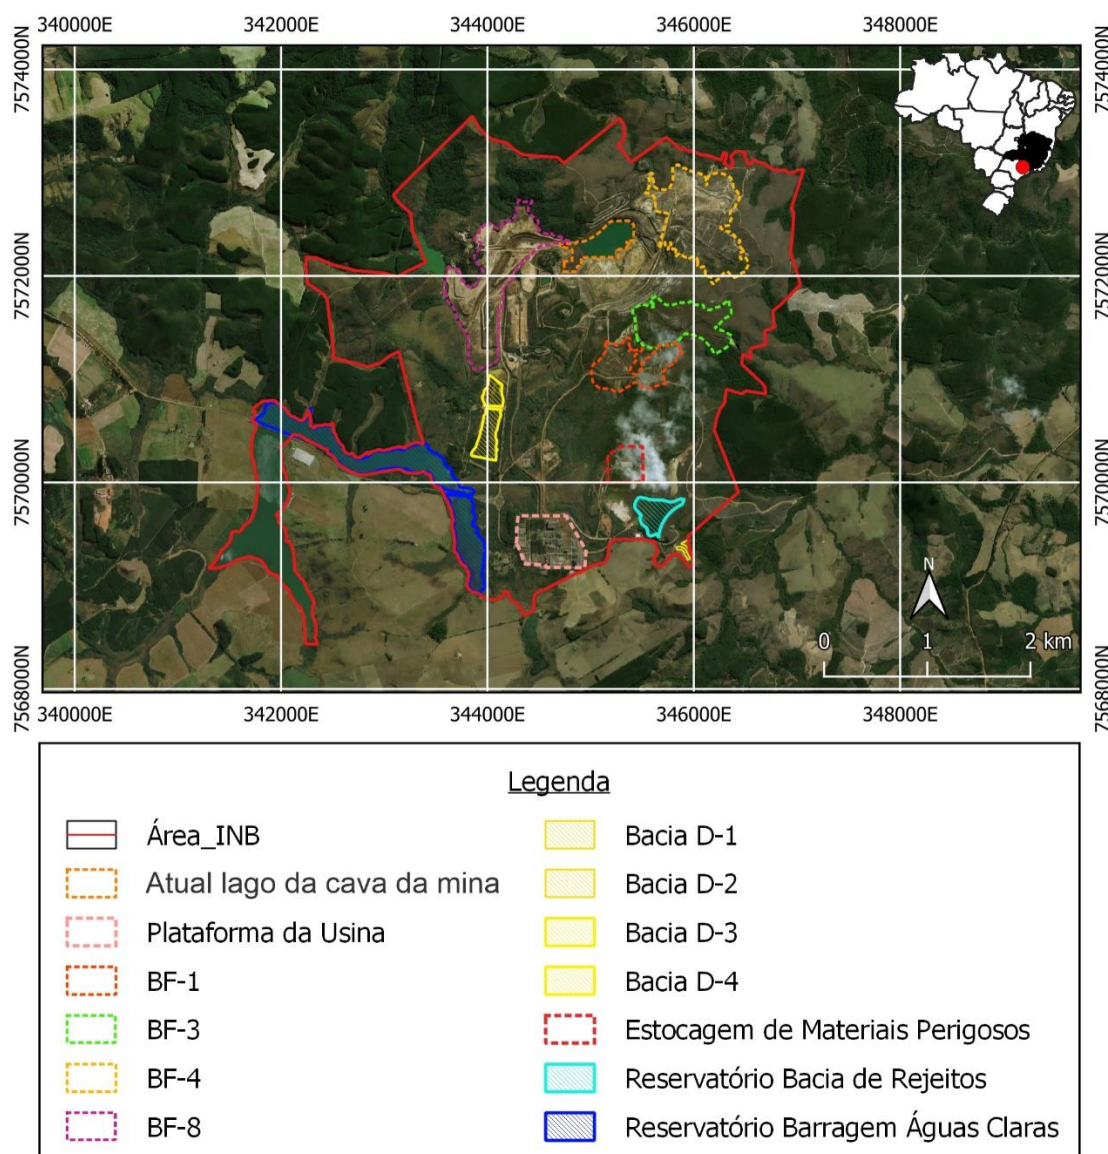 340000E 342000E 344000E 346000E 348000E
7574000N 7574000N
7572000N 7572000N
7570000N 7570000N
N
0 1 2 km
7568000N 7568000N
340000E 342000E 344000E 346000E 348000E
Legenda
Área_INB
Atual lago da cava da mina
Plataforma da Usina
BF-1
BF-3
BF-4
BF-8
Bacia D-1
Bacia D-2
Bacia D-3
Bacia D-4
Estocagem de Materiais Perigosos
Reservatório Bacia de Rejeitos
Reservatório Barragem Águas Claras